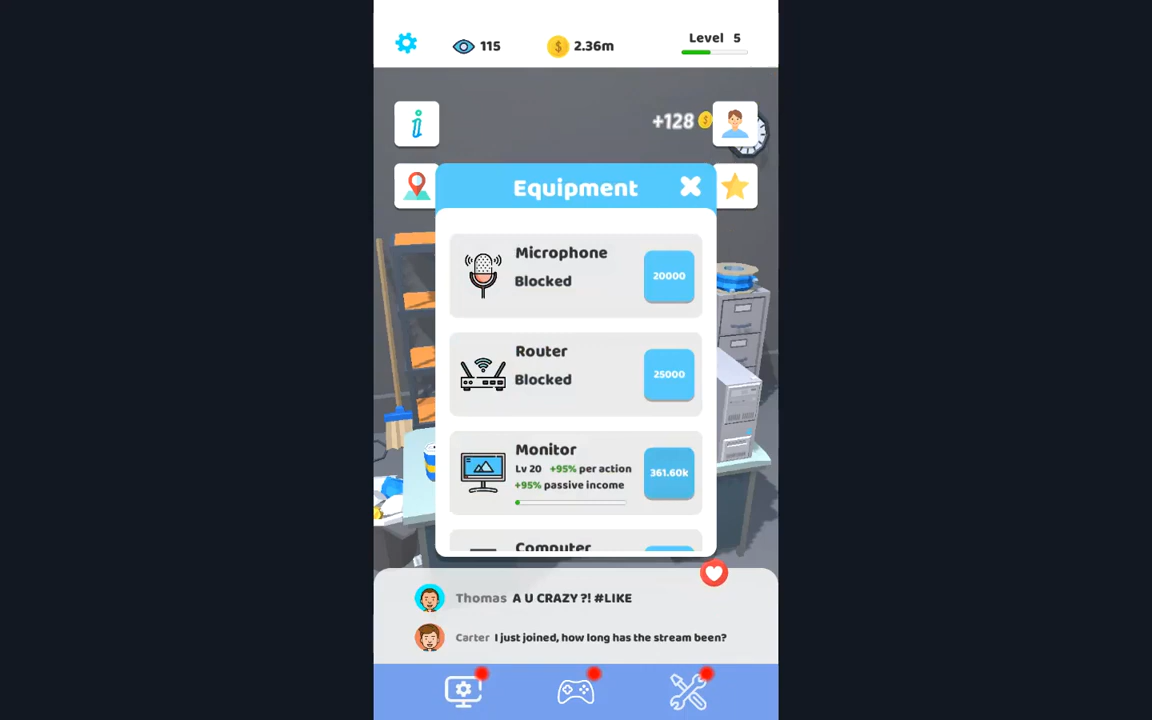 115
2.36m
Level 5
+128
Equipment
Microphone
Blocked
20000
Router
Blocked
25000
Monitor
Lv 20 +95% per action
+95% passive income
361.60k
Computer
Thomas A U CRAZY ?! #LIKE
Carter I just joined, how long has the stream been?